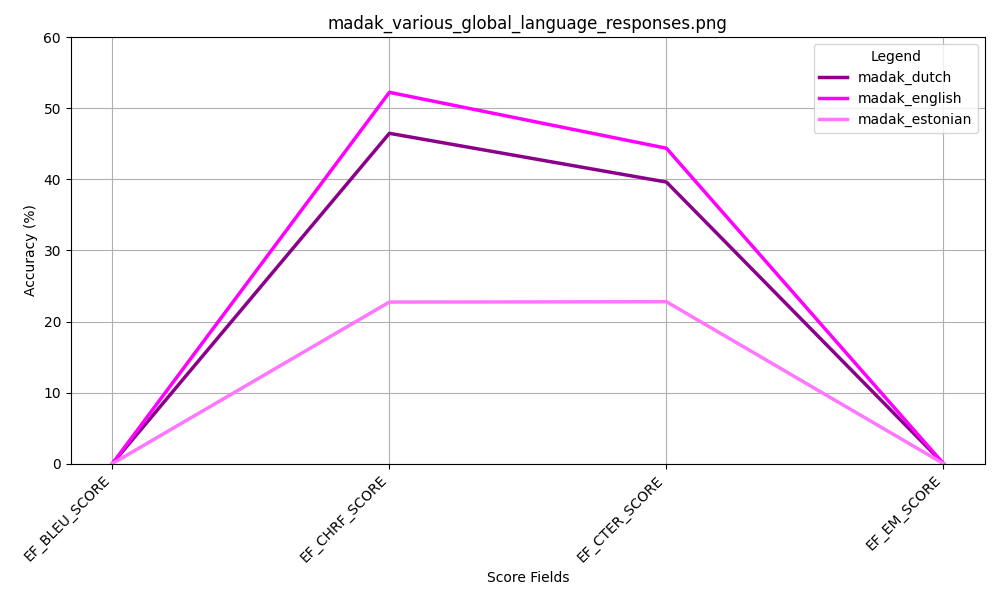 madak_various_global_language_responses.png
60
50
40
30
20
10
0
Accuracy (%)
Legend
madak_dutch
madak_english
madak_estonian
EF_BLEU_SCORE
EF_CHRF_SCORE
EF_CTER_SCORE
EF_EM_SCORE
Score Fields